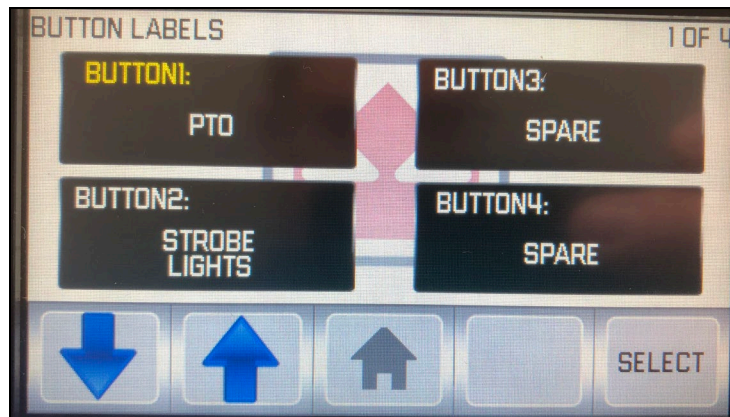 BUTTON LABELS
1 OF 4
BUTTON1:
PTO
BUTTON3:
SPARE
BUTTON2:
STROBE
LIGHTS
BUTTON4:
SPARE
SELECT